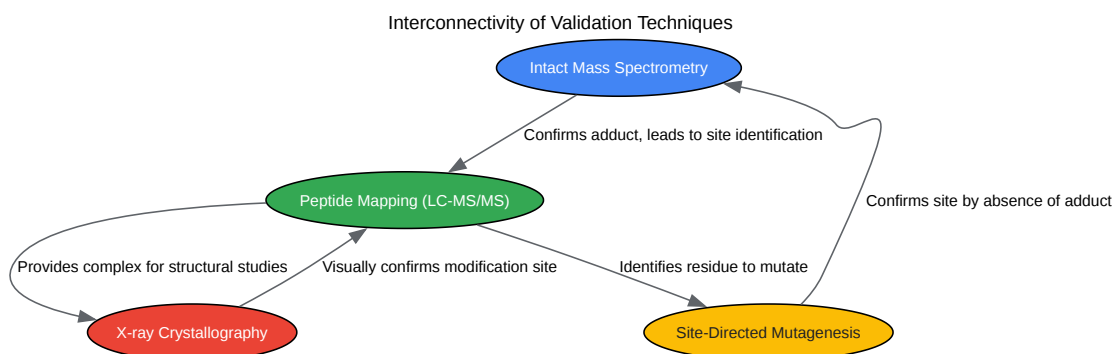 Interconnectivity of Validation Techniques
Intact Mass Spectrometry
Confirms adduct, leads to site identification
Peptide Mapping (LC-MS/MS)
Confirms site by absence of adduct
Provides complex for structural studies
Visually confirms modification site
Identifies residue to mutate
X-ray Crystallography
Site-Directed Mutagenesis